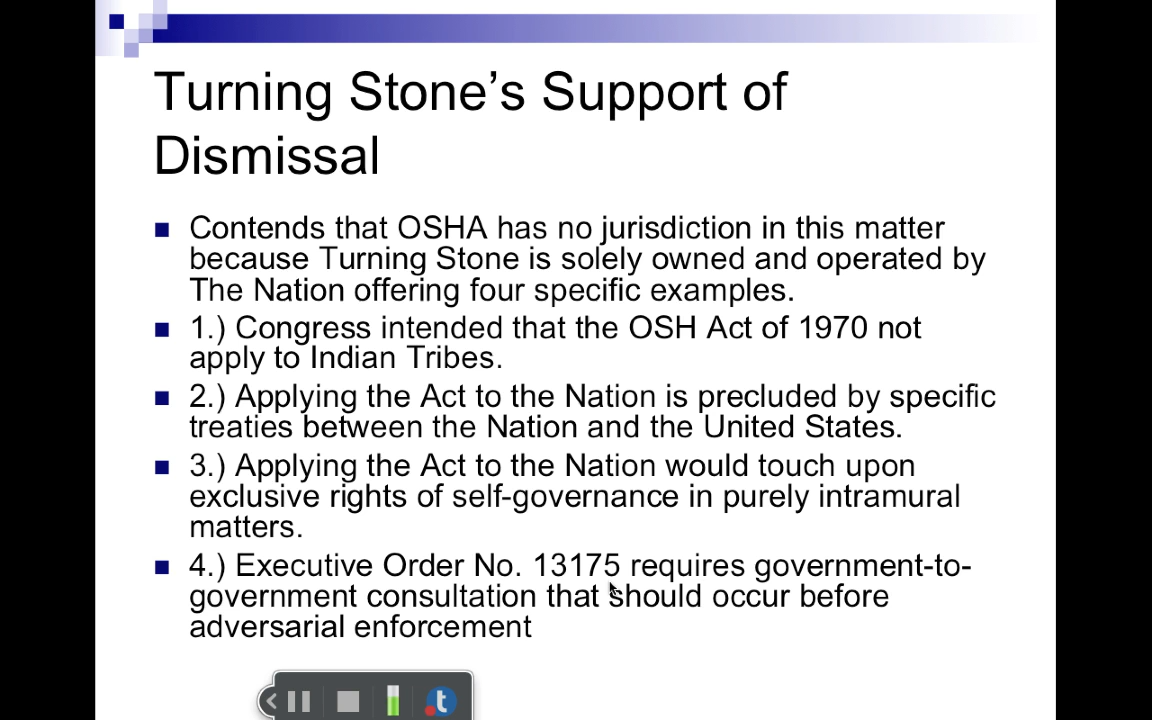 Turning Stone’s Support of
Dismissal
Contends that OSHA has no jurisdiction in this matter
because Turning Stone is solely owned and operated by
The Nation offering four specific examples.
1.) Congress intended that the OSH Act of 1970 not
apply to Indian Tribes.
2.) Applying the Act to the Nation is precluded by specific
treaties between the Nation and the United States.
3.) Applying the Act to the Nation would touch upon
exclusive rights of self-governance in purely intramural
matters.
4.) Executive Order No. 13175 requires government-to-
government consultation that should occur before
adversarial enforcement
t